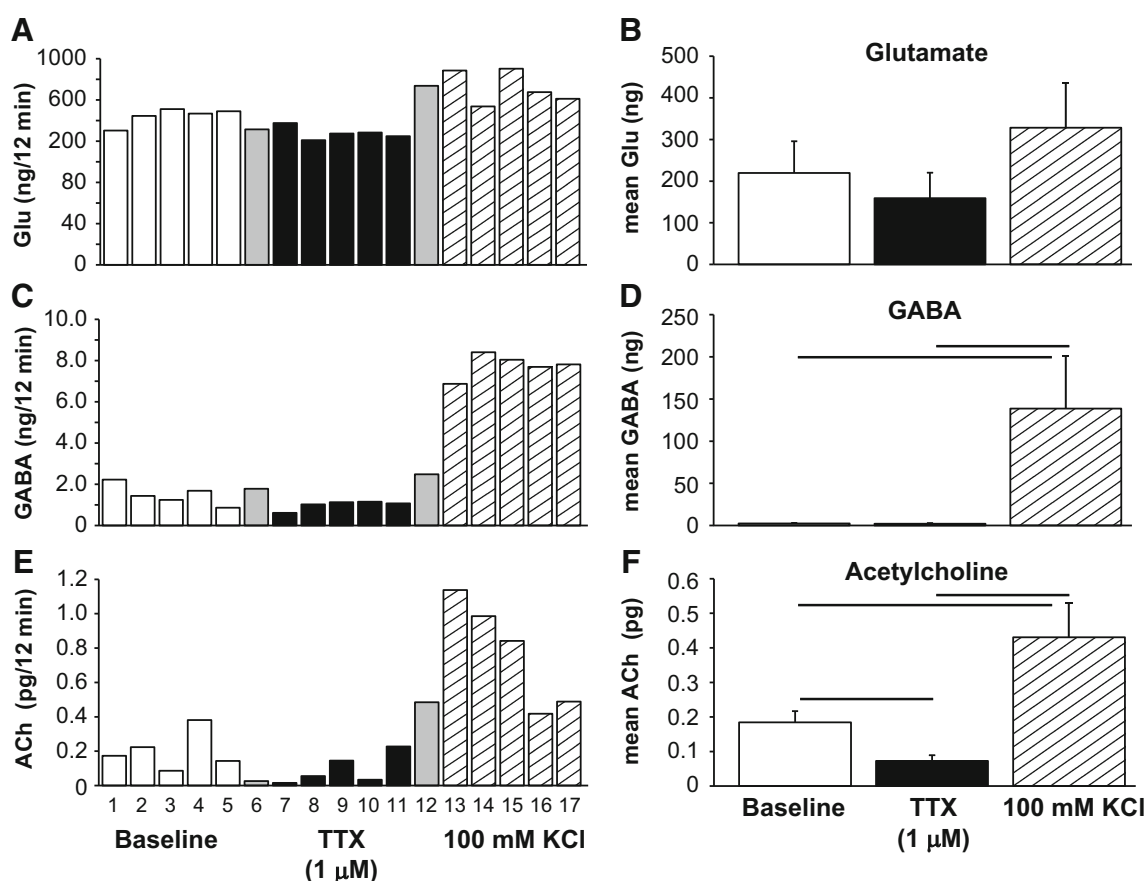 A
Glu (ng/12 min)
1000
600
200
80
40
0
B
Glutamate
mean Glu (ng)
500
400
300
200
100
0
C
GABA (ng/12 min)
10.0
8.0
6.0
4.0
2.0
0
D
GABA
mean GABA (ng)
250
200
150
100
50
0
E
ACh (pg/12 min)
1.2
0.8
0.4
0.2
0
1 2 3 4 5 6 7 8 9 10 11 12 13 14 15 16 17
Baseline TTX 100 mM KCl
(1 μM)
F
Acetylcholine
mean ACh (pg)
0.6
0.5
0.4
0.3
0.2
0.1
0
Baseline TTX 100 mM KCl
(1 μM)